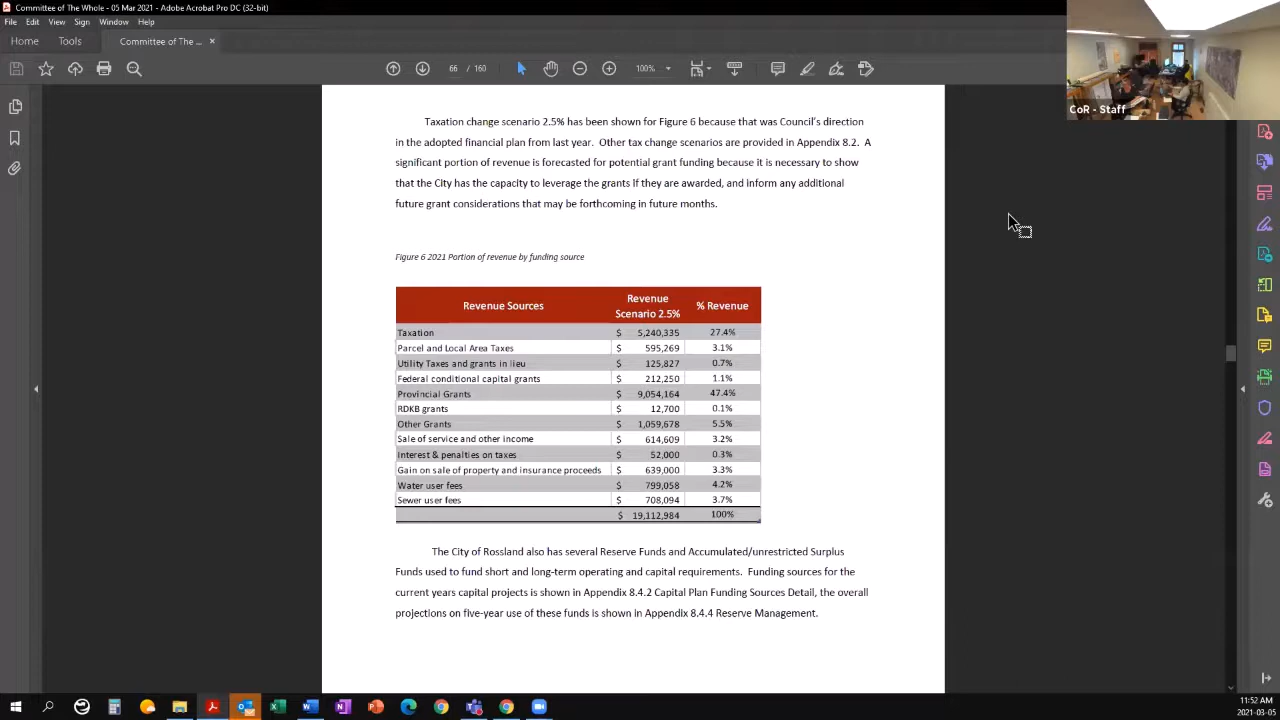 Committee of The Whole - 05 Mar 2021 - Adobe Acrobat Pro DC (32-bit)
File Edit View Sign Window Help
Home Tools Committee of The ... ×
66 / 160 100%
CoR - Staff
Taxation change scenario 2.5% has been shown for Figure 6 because that was Council's direction
in the adopted financial plan from last year. Other tax change scenarios are provided in Appendix 8.2. A
significant portion of revenue is forecasted for potential grant funding because it is necessary to show
that the City has the capacity to leverage the grants if they are awarded, and inform any additional
future grant considerations that may be forthcoming in future months.
Figure 6 2021 Portion of revenue by funding source
Revenue Sources Revenue Scenario 2.5% % Revenue
Taxation $ 5,240,335 27.4%
Parcel and Local Area Taxes $ 595,269 3.1%
Utility Taxes and grants in lieu $ 125,827 0.7%
Federal conditional capital grants $ 212,250 1.1%
Provincial Grants $ 9,054,164 47.4%
RDKB grants $ 12,700 0.1%
Other Grants $ 1,059,678 5.5%
Sale of service and other income $ 614,609 3.2%
Interest & penalties on taxes $ 52,000 0.3%
Gain on sale of property and insurance proceeds $ 639,000 3.3%
Water user fees $ 799,058 4.2%
Sewer user fees $ 708,094 3.7%
$ 19,112,984 100%
The City of Rossland also has several Reserve Funds and Accumulated/unrestricted Surplus
Funds used to fund short and long-term operating and capital requirements. Funding sources for the
current years capital projects is shown in Appendix 8.4.2 Capital Plan Funding Sources Detail, the overall
projections on five-year use of these funds is shown in Appendix 8.4.4 Reserve Management.
11:52 AM
2021-03-05